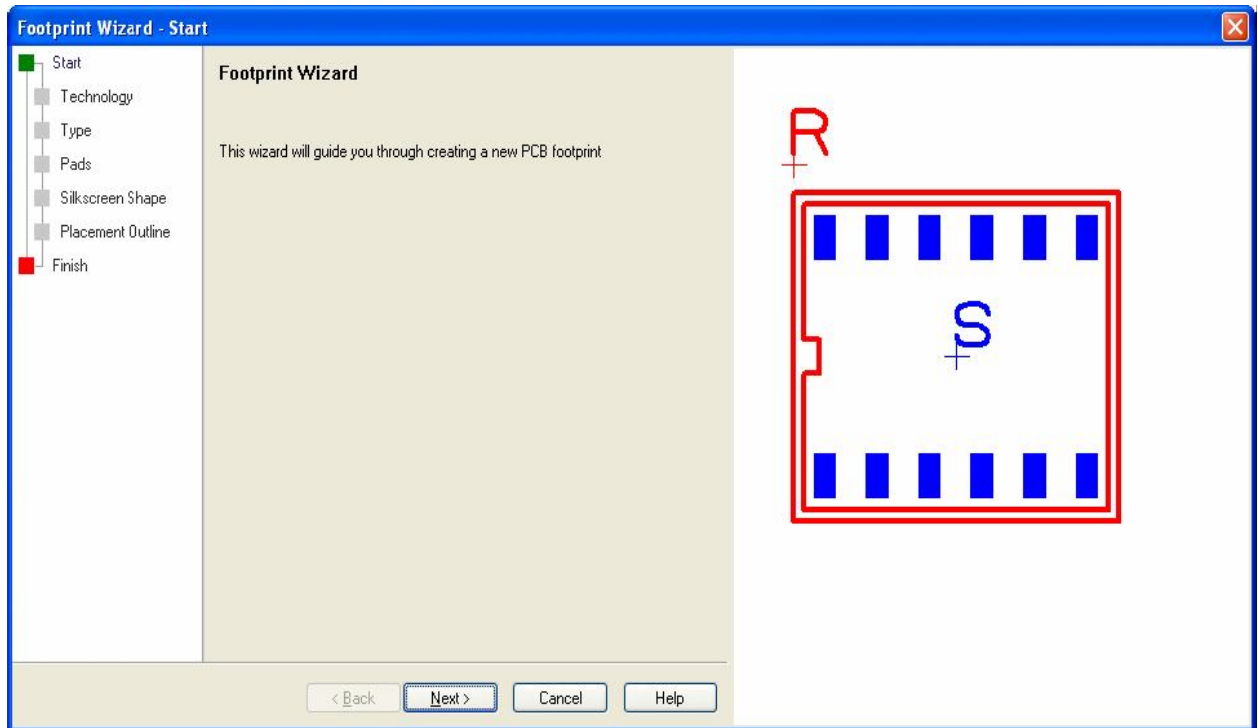 Footprint Wizard - Start
Start
Technology
Type
Pads
Silkscreen Shape
Placement Outline
Finish
Footprint Wizard
This wizard will guide you through creating a new PCB footprint
R
S
< Back
Next >
Cancel
Help